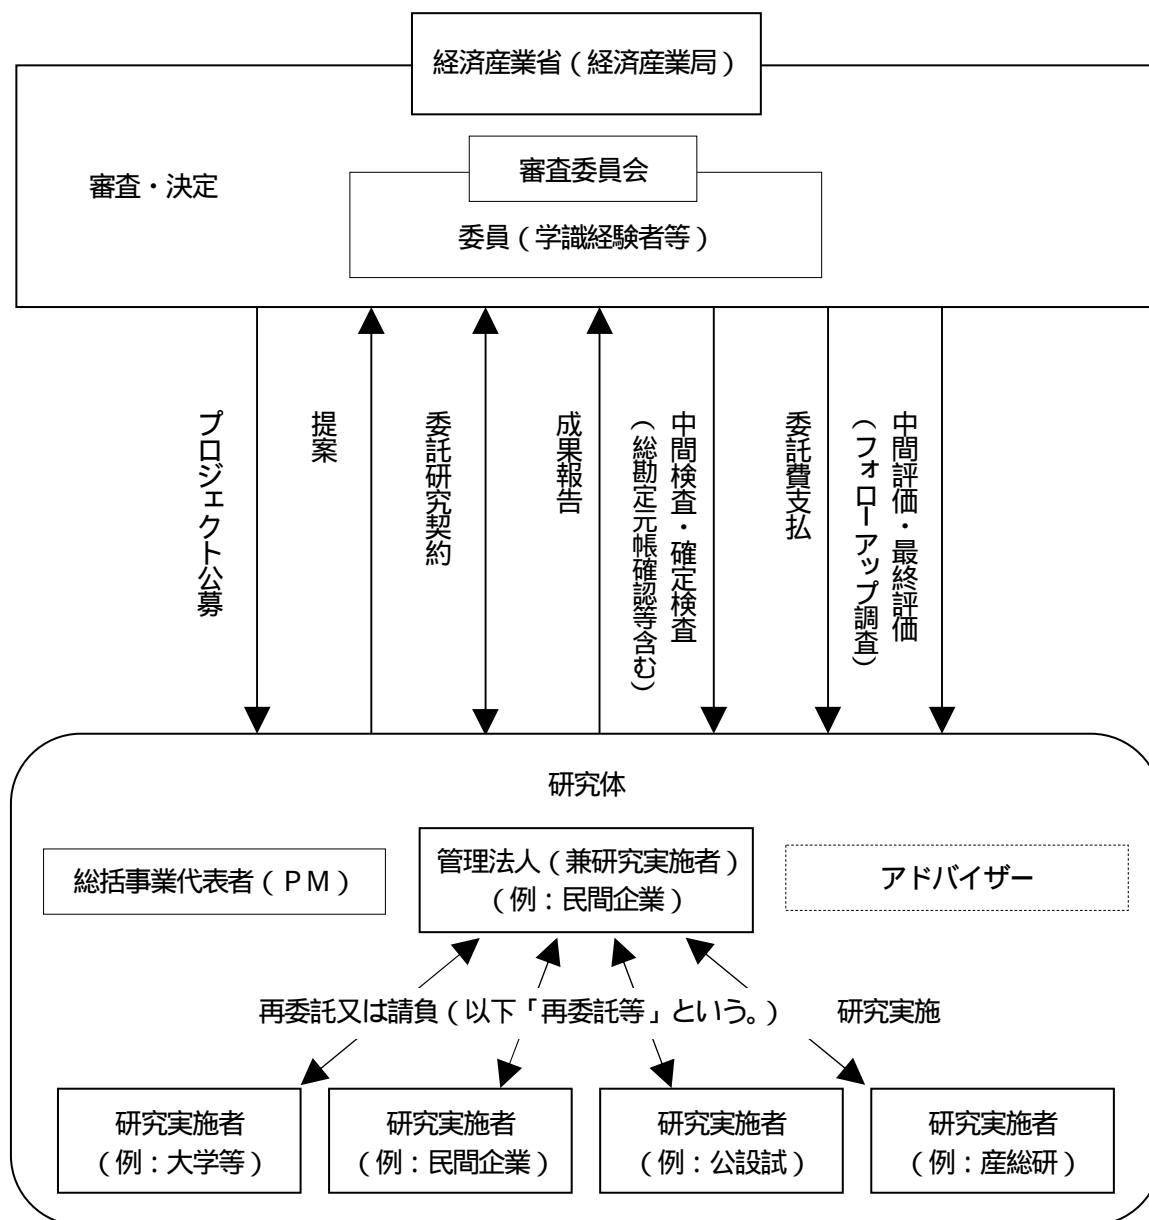 経済産業省（経済産業局）
審査委員会
審査・決定
委員（学識経験者等）
プロジェクト公募
提案
委託研究契約
成果報告
中間検査・確定検査
（総勘定元帳確認等含む）
委託費支払
中間評価・最終評価
（フォローアップ調査）
研究体
総括事業代表者（ＰＭ）
管理法人（兼研究実施者）
（例：民間企業）
アドバイザー
再委託又は請負（以下「再委託等」という。）
研究実施
研究実施者
（例：大学等）
研究実施者
（例：民間企業）
研究実施者
（例：公設試）
研究実施者
（例：産総研）